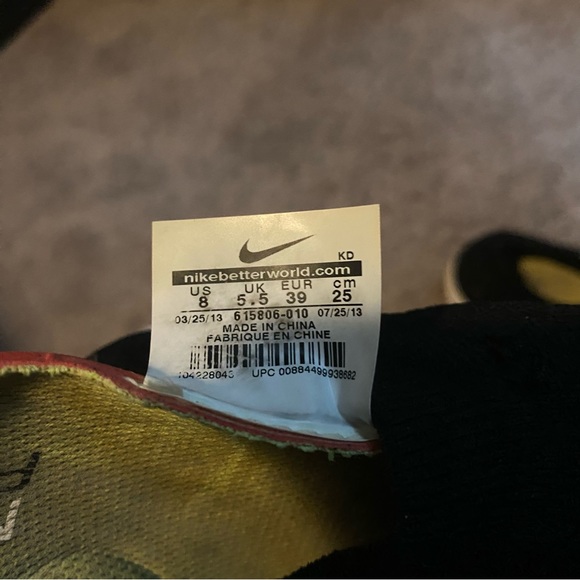 KD
nikebetterworld.com
US UK EUR cm
8 5.5 39 25
03/25/13 615806-010 07/25/13
MADE IN CHINA
FABRIQUE EN CHINE
104228043 UPC 00884499938682